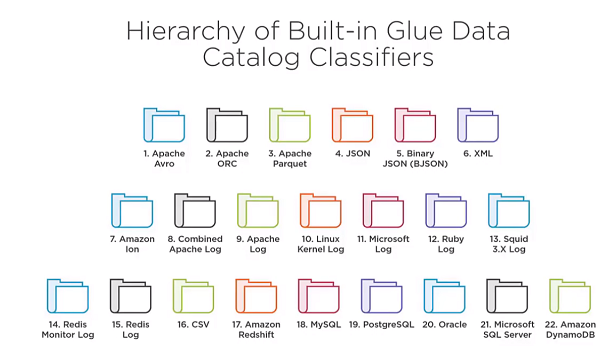 Hierarchy of Built-in Glue Data
Catalog Classifiers
1. Apache Avro
2. Apache ORC
3. Apache Parquet
4. JSON
5. Binary JSON (BJSON)
6. XML
7. Amazon Ion
8. Combined Apache Log
9. Apache Log
10. Linux Kernel Log
11. Microsoft Log
12. Ruby Log
13. Squid 3.X Log
14. Redis Monitor Log
15. Redis Log
16. CSV
17. Amazon Redshift
18. MySQL
19. PostgreSQL
20. Oracle
21. Microsoft SQL Server
22. Amazon DynamoDB